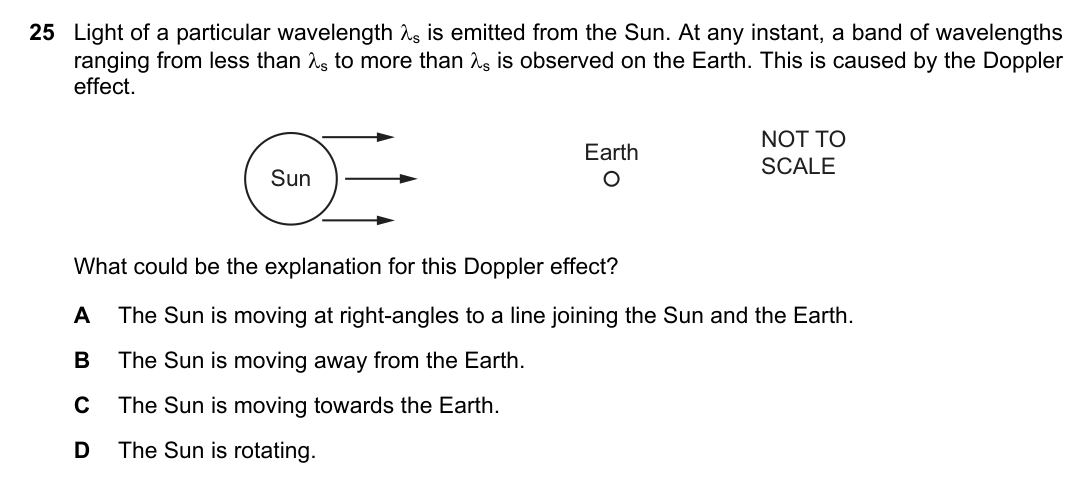 25 Light of a particular wavelength λs is emitted from the Sun. At any instant, a band of wavelengths
ranging from less than λs to more than λs is observed on the Earth. This is caused by the Doppler
effect.
Sun
Earth
NOT TO
SCALE
What could be the explanation for this Doppler effect?
A The Sun is moving at right-angles to a line joining the Sun and the Earth.
B The Sun is moving away from the Earth.
C The Sun is moving towards the Earth.
D The Sun is rotating.